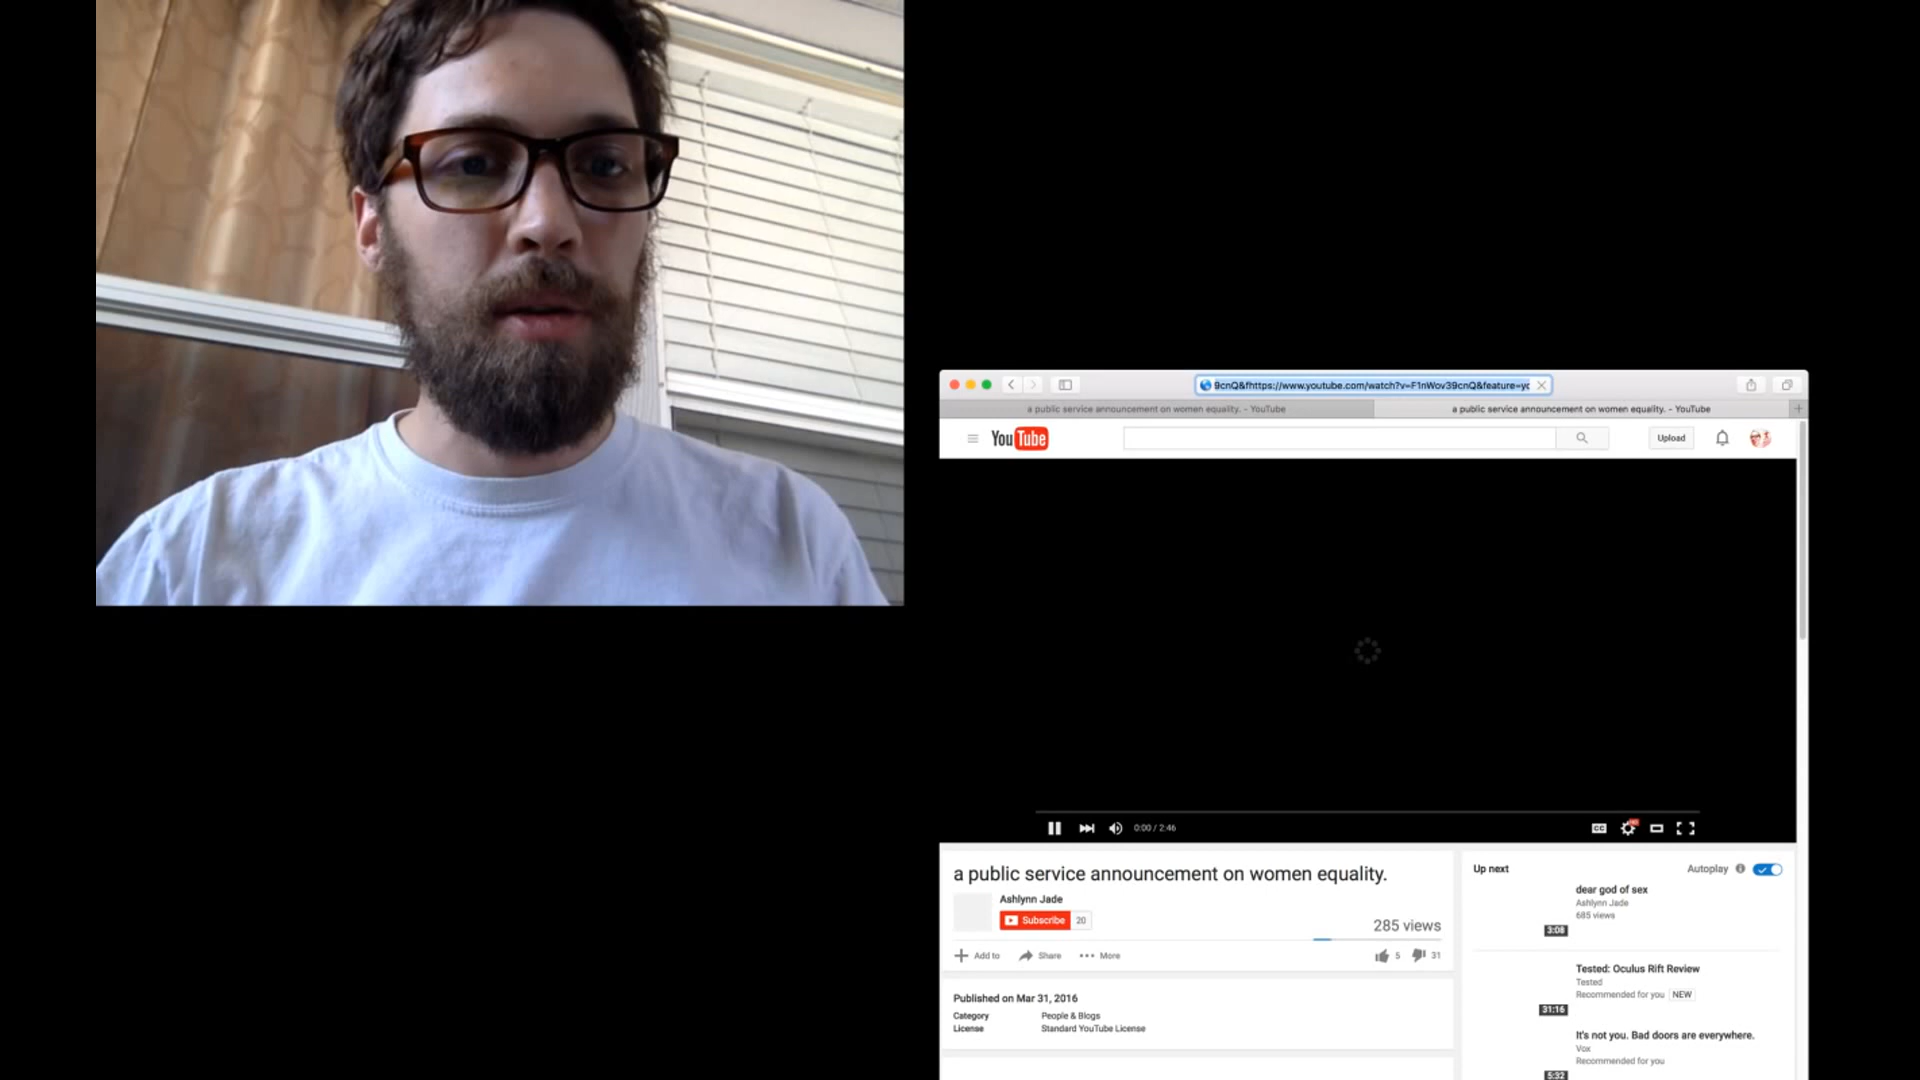 9cnQ&fhttps://www.youtube.com/watch?v=F1nWov39cnQ&feature=yo
a public service announcement on women equality. - YouTube
a public service announcement on women equality. - YouTube
YouTube
Upload
0:00 / 2:46
CC
a public service announcement on women equality.
Ashlynn Jade
Subscribe 20
285 views
Add to Share More
5 31
Published on Mar 31, 2016
Category People & Blogs
License Standard YouTube License
Up next
Autoplay
dear god of sex
Ashlynn Jade
685 views
3:08
Tested: Oculus Rift Review
Tested
Recommended for you NEW
31:16
It's not you. Bad doors are everywhere.
Vox
Recommended for you
5:32